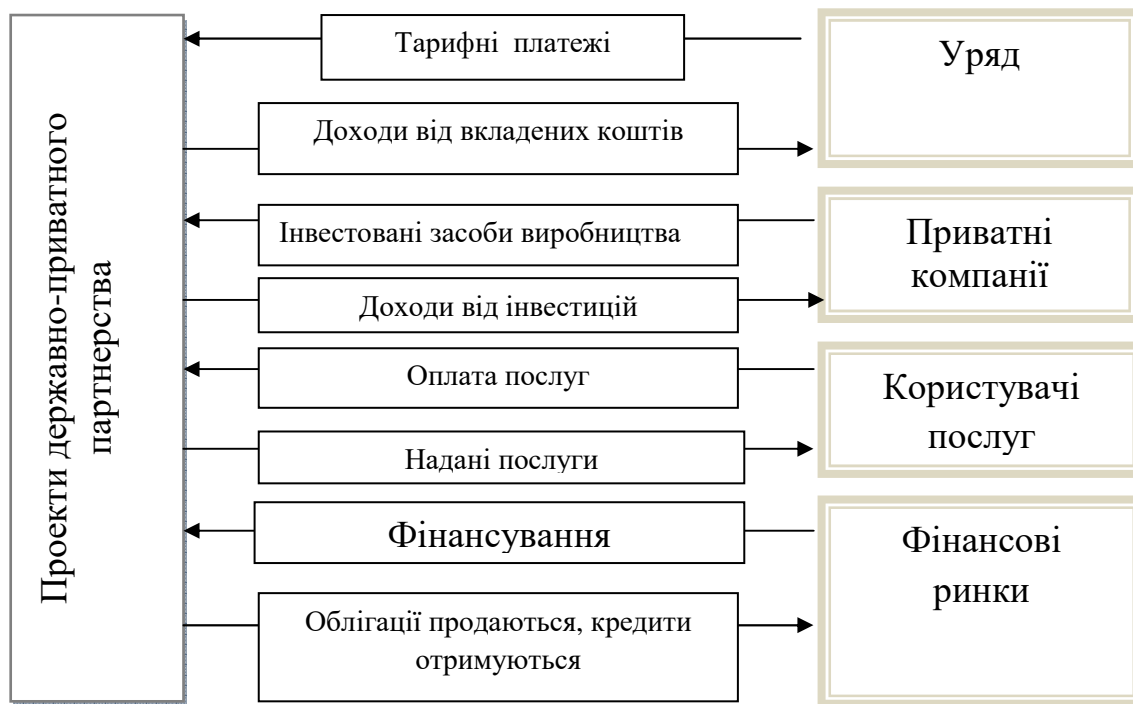 Проекти державно-приватного
партнерства
Тарифні платежі
Уряд
Доходи від вкладених коштів
Інвестовані засоби виробництва
Приватні
компанії
Доходи від інвестицій
Оплата послуг
Користувачі
послуг
Надані послуги
Фінансування
Фінансові
ринки
Облігації продаються, кредити
отримуються